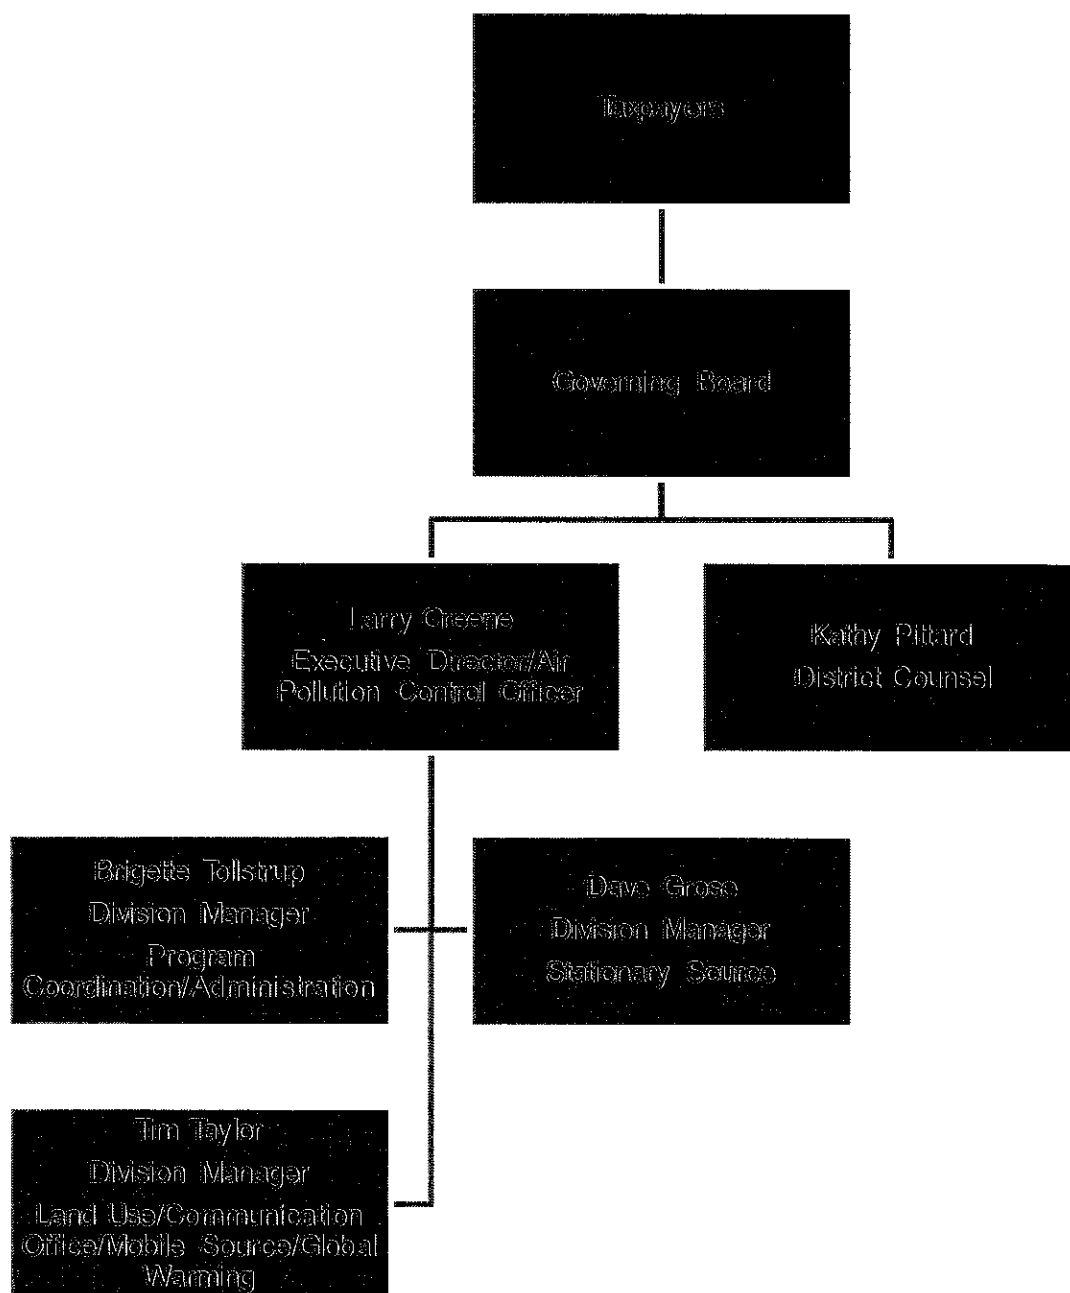 Taxpayers
Governing Board
Larry Greene
Executive Director/Air
Pollution Control Officer
Kathy Pittard
District Counsel
Brigette Tollstrup
Division Manager
Program
Coordination/Administration
Dave Grose
Division Manager
Stationary Source
Tim Taylor
Division Manager
Land Use/Communication
Office/Mobile Source/Global
Warming